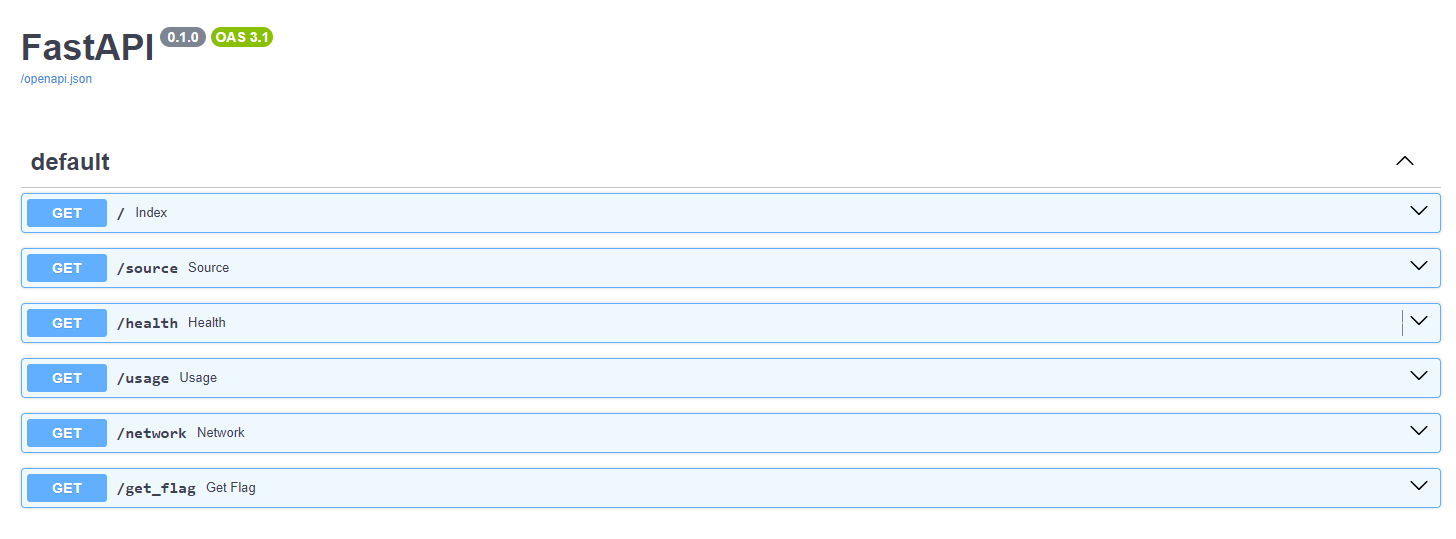 FastAPI 0.1.0 OAS 3.1
/openapi.json
default
GET / Index
GET /source Source
GET /health Health
GET /usage Usage
GET /network Network
GET /get_flag Get Flag